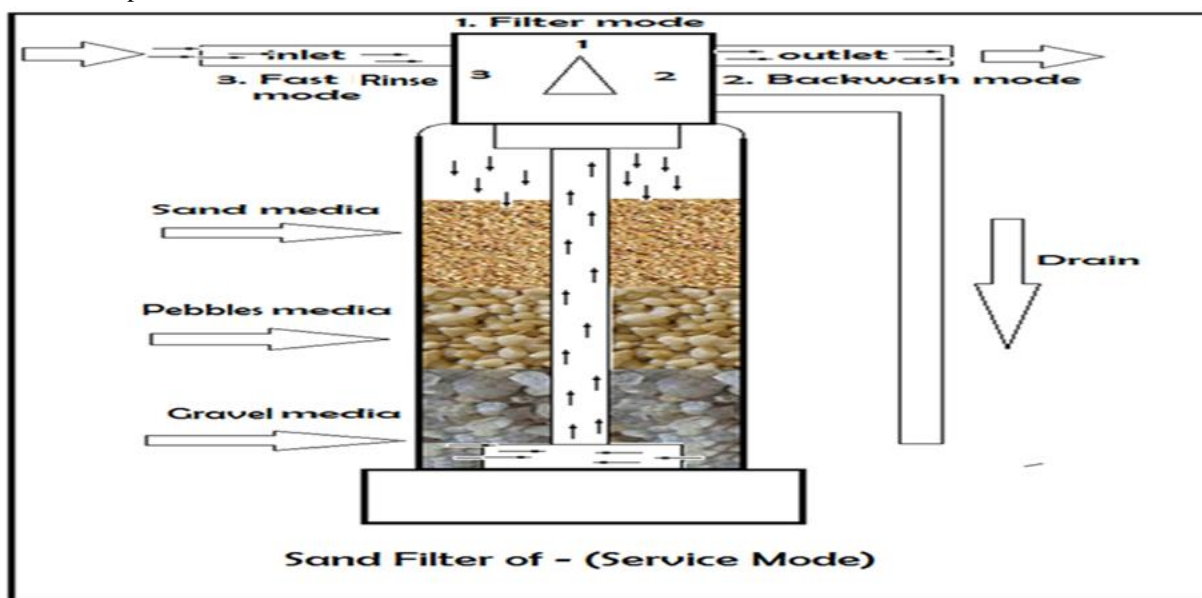 1. Filter mode
inlet
1
outlet
3. Fast Rinse
mode
3
2
2. Backwash mode
Sand media
Drain
Pebbles media
Gravel media
Sand Filter of - (Service Mode)